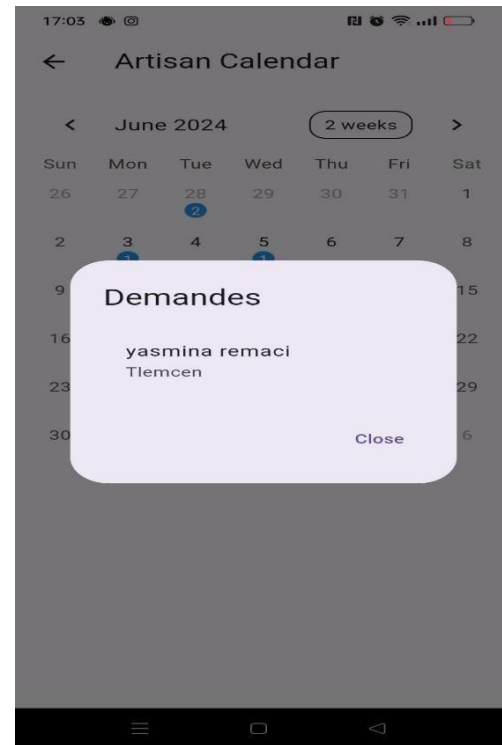 17:03
Artisan Calendar
< June 2024 2 weeks >
Sun Mon Tue Wed Thu Fri Sat
26 27 28 29 30 31 1
2
2 3 4 5 6 7 8
1 1
9 15
Demandes
16 22
yasmina remaci
Tlemcen
23 29
30 Close 6